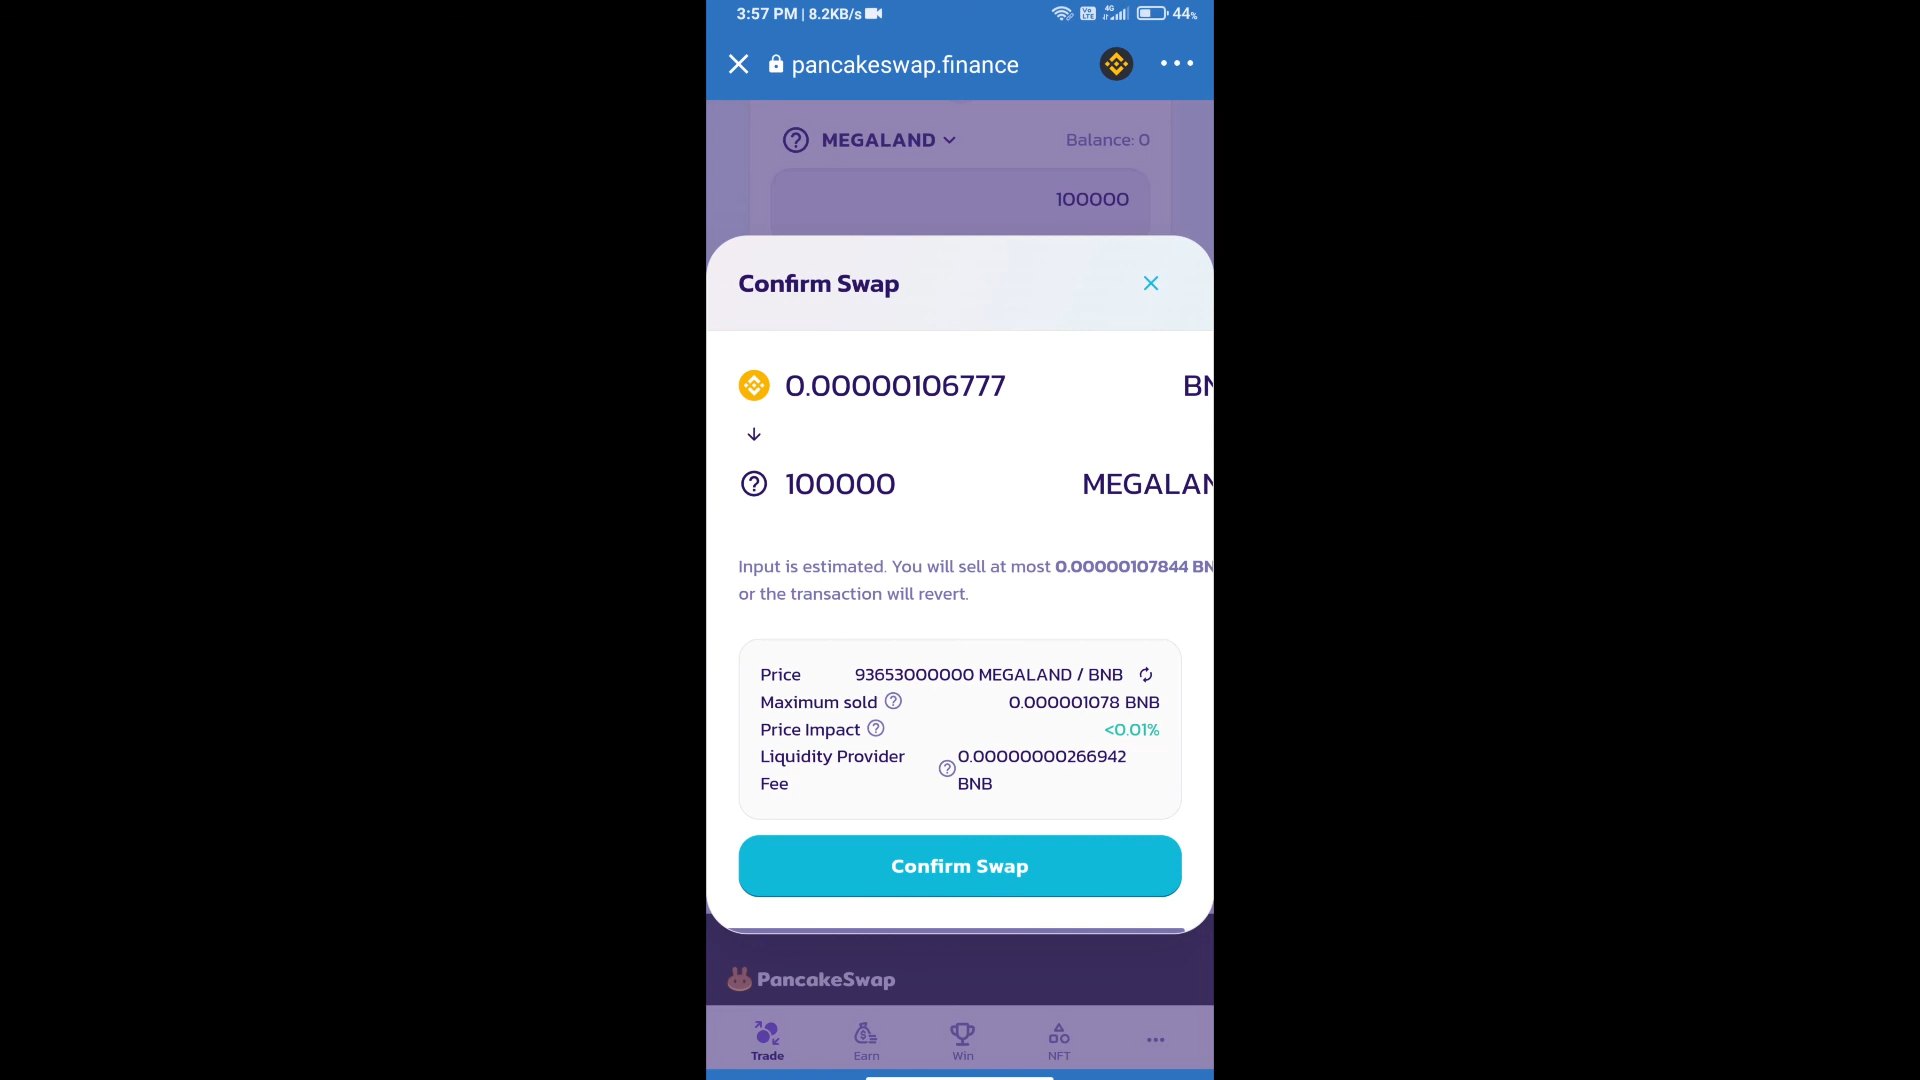 3:57 PM | 8.2KB/s 4G Vo LTE 44%
pancakeswap.finance
MEGALAND Balance: 0
100000
Confirm Swap
0.00000106777 BN
100000 MEGALAN
Input is estimated. You will sell at most 0.00000107844 BN
or the transaction will revert.
Price 93653000000 MEGALAND / BNB
Maximum sold 0.000001078 BNB
Price Impact <0.01%
Liquidity Provider Fee 0.00000000266942 BNB
Confirm Swap
PancakeSwap
Trade Earn Win NFT